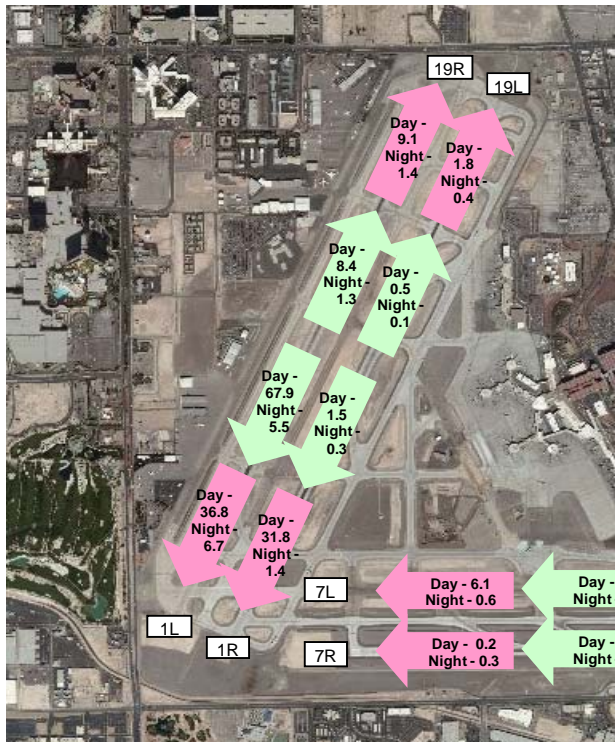 19R
19L
Day -
9.1
Night -
1.4
Day -
1.8
Night -
0.4
Day -
8.4
Night -
1.3
Day -
0.5
Night -
0.1
Day -
67.9
Night -
5.5
Day -
1.5
Night -
0.3
Day -
36.8
Night -
6.7
Day -
31.8
Night -
1.4
7L
Day - 6.1
Night - 0.6
Day -
Night
1L
1R
7R
Day - 0.2
Night - 0.3
Day -
Night